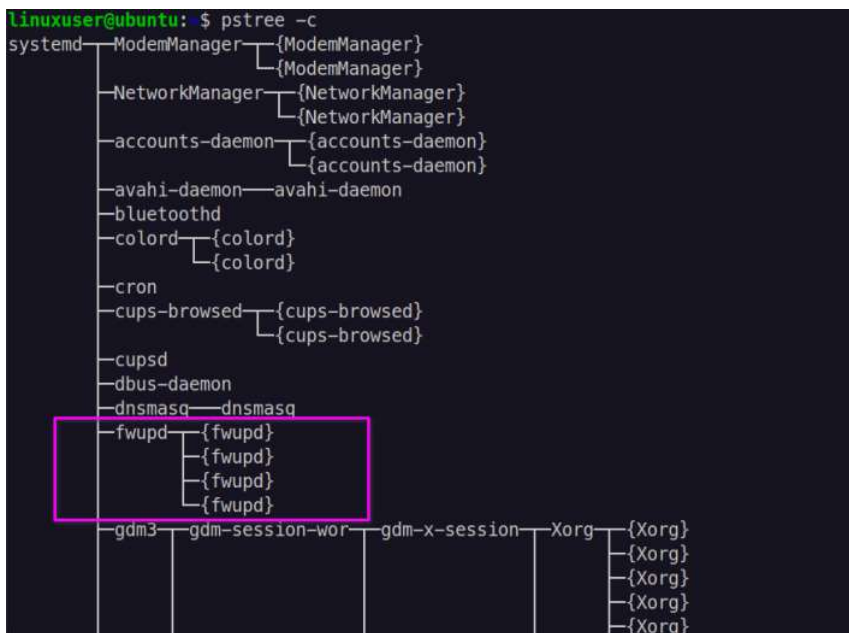 linuxuser@ubuntu: $ pstree -c
systemd─┬─ModemManager─┬─{ModemManager}
        │              └─{ModemManager}
        ├─NetworkManager─┬─{NetworkManager}
        │                └─{NetworkManager}
        ├─accounts-daemon─┬─{accounts-daemon}
        │                 └─{accounts-daemon}
        ├─avahi-daemon───avahi-daemon
        ├─bluetoothd
        ├─colord─┬─{colord}
        │        └─{colord}
        ├─cron
        ├─cups-browsed─┬─{cups-browsed}
        │              └─{cups-browsed}
        ├─cupsd
        ├─dbus-daemon
        ├─dnsmasq───dnsmasq
        ├─fwupd─┬─{fwupd}
        │       ├─{fwupd}
        │       ├─{fwupd}
        │       └─{fwupd}
        ├─gdm3─┬─gdm-session-wor─┬─gdm-x-session─┬─Xorg─┬─{Xorg}
        │      │                 │               │      ├─{Xorg}
        │      │                 │               │      ├─{Xorg}
        │      │                 │               │      ├─{Xorg}
        │      │                 │               │      ├─{Xorg}